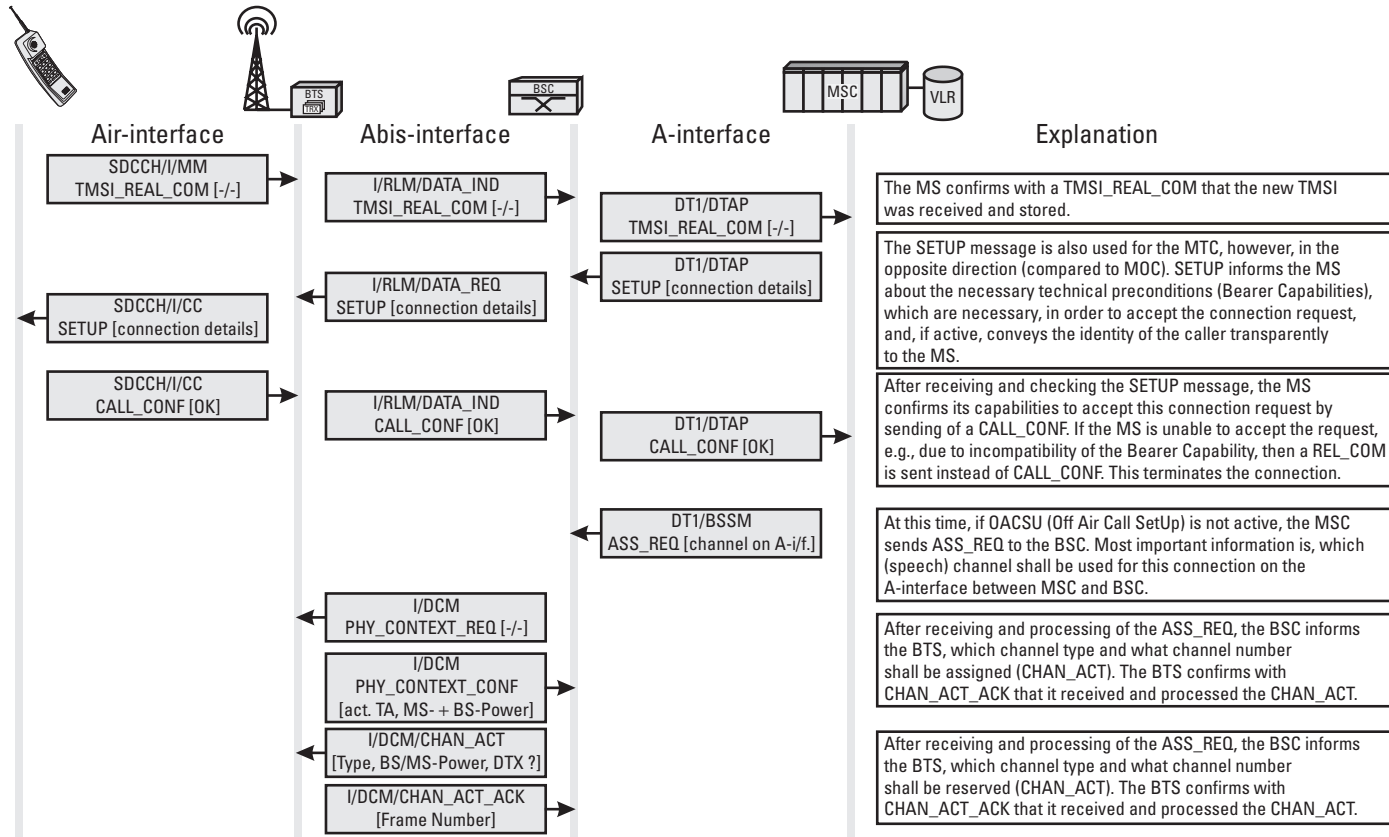 BTS
TRX
BSC
MSC
VLR
Air-interface
Abis-interface
A-interface
Explanation
SDCCH/I/MM
TMSI_REAL_COM [-/-]
I/RLM/DATA_IND
TMSI_REAL_COM [-/-]
DT1/DTAP
TMSI_REAL_COM [-/-]
The MS confirms with a TMSI_REAL_COM that the new TMSI
was received and stored.
DT1/DTAP
SETUP [connection details]
I/RLM/DATA_REQ
SETUP [connection details]
SDCCH/I/CC
SETUP [connection details]
The SETUP message is also used for the MTC, however, in the
opposite direction (compared to MOC). SETUP informs the MS
about the necessary technical preconditions (Bearer Capabilities),
which are necessary, in order to accept the connection request,
and, if active, conveys the identity of the caller transparently
to the MS.
SDCCH/I/CC
CALL_CONF [OK]
I/RLM/DATA_IND
CALL_CONF [OK]
DT1/DTAP
CALL_CONF [OK]
After receiving and checking the SETUP message, the MS
confirms its capabilities to accept this connection request by
sending of a CALL_CONF. If the MS is unable to accept the request,
e.g., due to incompatibility of the Bearer Capability, then a REL_COM
is sent instead of CALL_CONF. This terminates the connection.
DT1/BSSM
ASS_REQ [channel on A-i/f.]
At this time, if OACSU (Off Air Call SetUp) is not active, the MSC
sends ASS_REQ to the BSC. Most important information is, which
(speech) channel shall be used for this connection on the
A-interface between MSC and BSC.
I/DCM
PHY_CONTEXT_REQ [-/-]
I/DCM
PHY_CONTEXT_CONF
[act. TA, MS- + BS-Power]
After receiving and processing of the ASS_REQ, the BSC informs
the BTS, which channel type and what channel number
shall be assigned (CHAN_ACT). The BTS confirms with
CHAN_ACT_ACK that it received and processed the CHAN_ACT.
I/DCM/CHAN_ACT
[Type, BS/MS-Power, DTX ?]
I/DCM/CHAN_ACT_ACK
[Frame Number]
After receiving and processing of the ASS_REQ, the BSC informs
the BTS, which channel type and what channel number
shall be reserved (CHAN_ACT). The BTS confirms with
CHAN_ACT_ACK that it received and processed the CHAN_ACT.